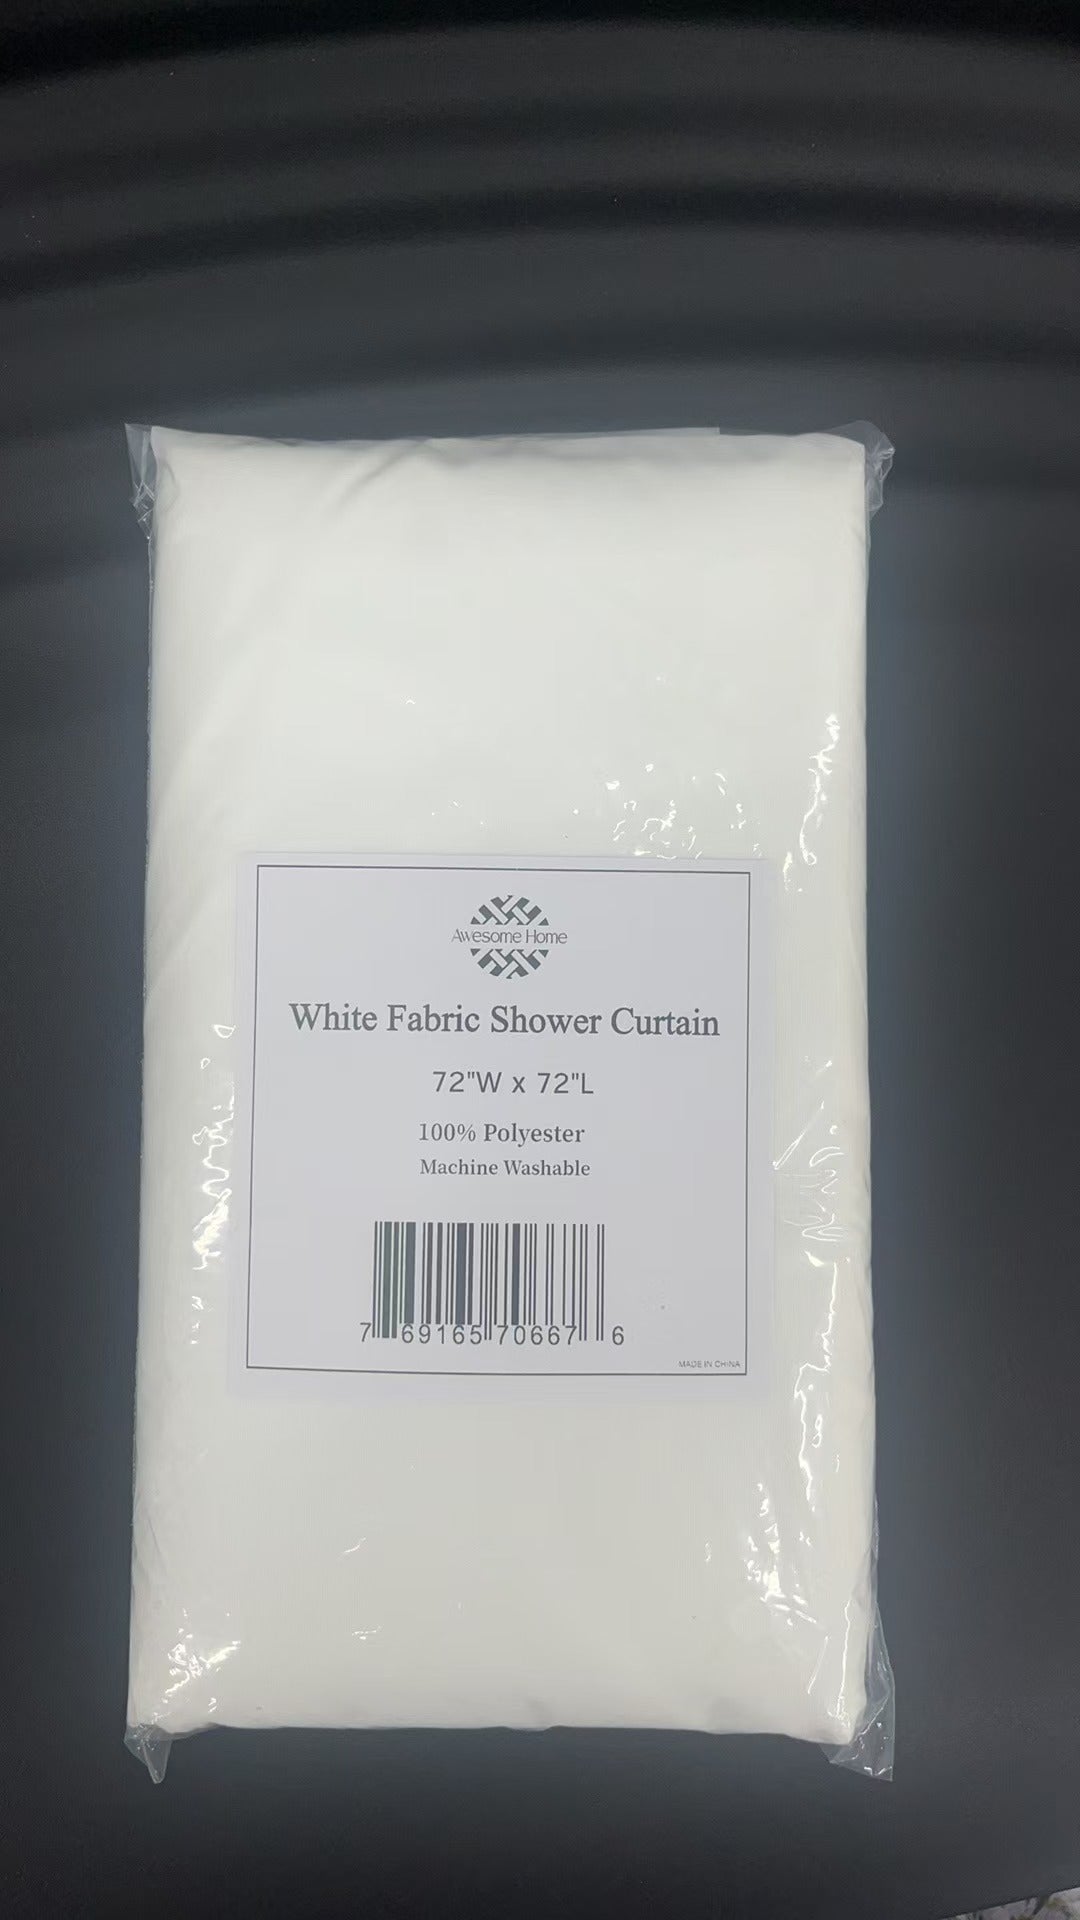 Awesome Home
White Fabric Shower Curtain
72"W x 72"L
100% Polyester
Machine Washable
7 69165 70667 6
MADE IN CHINA